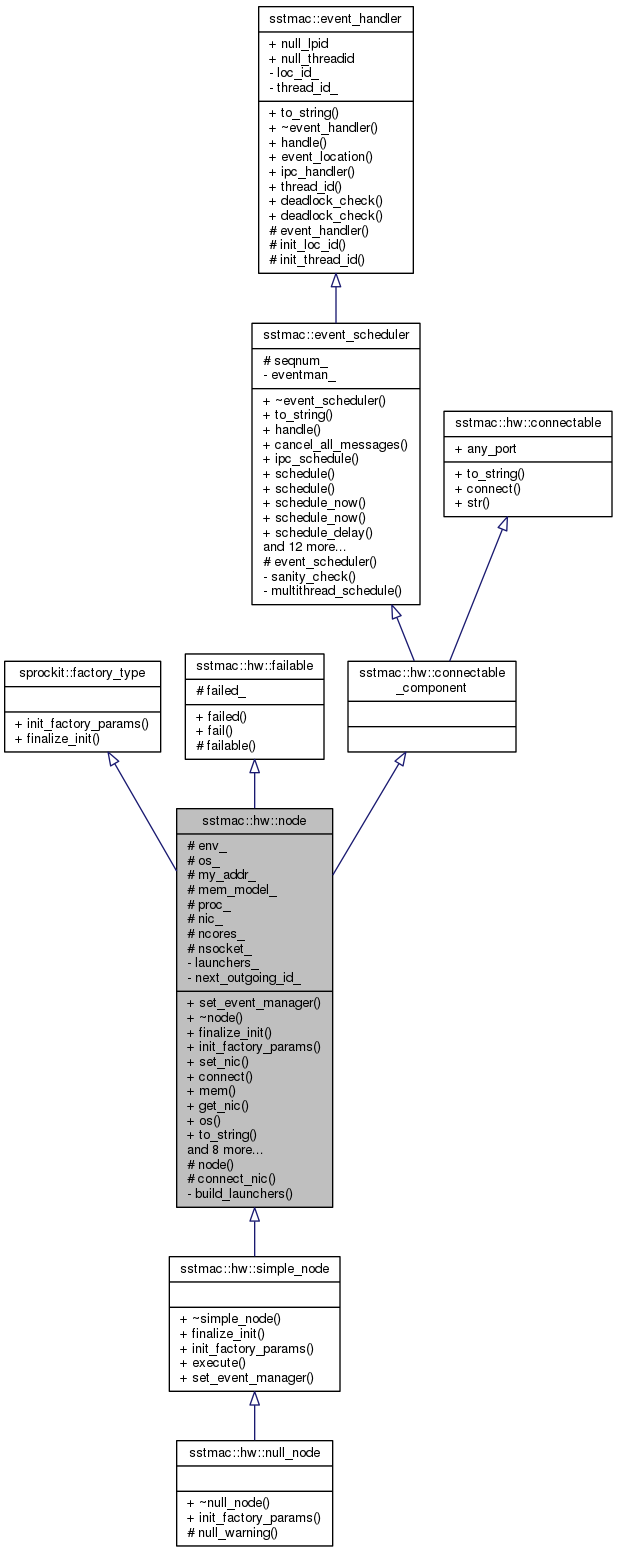 sstmac::event_handler
+ null_lpid
+ null_threadid
- loc_id_
- thread_id_
+ to_string()
+ ~event_handler()
+ handle()
+ event_location()
+ ipc_handler()
+ thread_id()
+ deadlock_check()
+ deadlock_check()
# event_handler()
# init_loc_id()
# init_thread_id()
sstmac::event_scheduler
# seqnum_
- eventman_
+ ~event_scheduler()
+ to_string()
+ handle()
+ cancel_all_messages()
+ ipc_schedule()
+ schedule()
+ schedule()
+ schedule_now()
+ schedule_now()
+ schedule_delay()
and 12 more...
# event_scheduler()
- sanity_check()
- multithread_schedule()
sstmac::hw::connectable
+ any_port
+ to_string()
+ connect()
+ str()
sprockit::factory_type
+ init_factory_params()
+ finalize_init()
sstmac::hw::failable
# failed_
+ failed()
+ fail()
# failable()
sstmac::hw::connectable
_component
sstmac::hw::node
# env_
# os_
# my_addr_
# mem_model_
# proc_
# nic_
# ncores_
# nsocket_
- launchers_
- next_outgoing_id_
+ set_event_manager()
+ ~node()
+ finalize_init()
+ init_factory_params()
+ set_nic()
+ connect()
+ mem()
+ get_nic()
+ os()
+ to_string()
and 8 more...
# node()
# connect_nic()
- build_launchers()
sstmac::hw::simple_node
+ ~simple_node()
+ finalize_init()
+ init_factory_params()
+ execute()
+ set_event_manager()
sstmac::hw::null_node
+ ~null_node()
+ init_factory_params()
# null_warning()